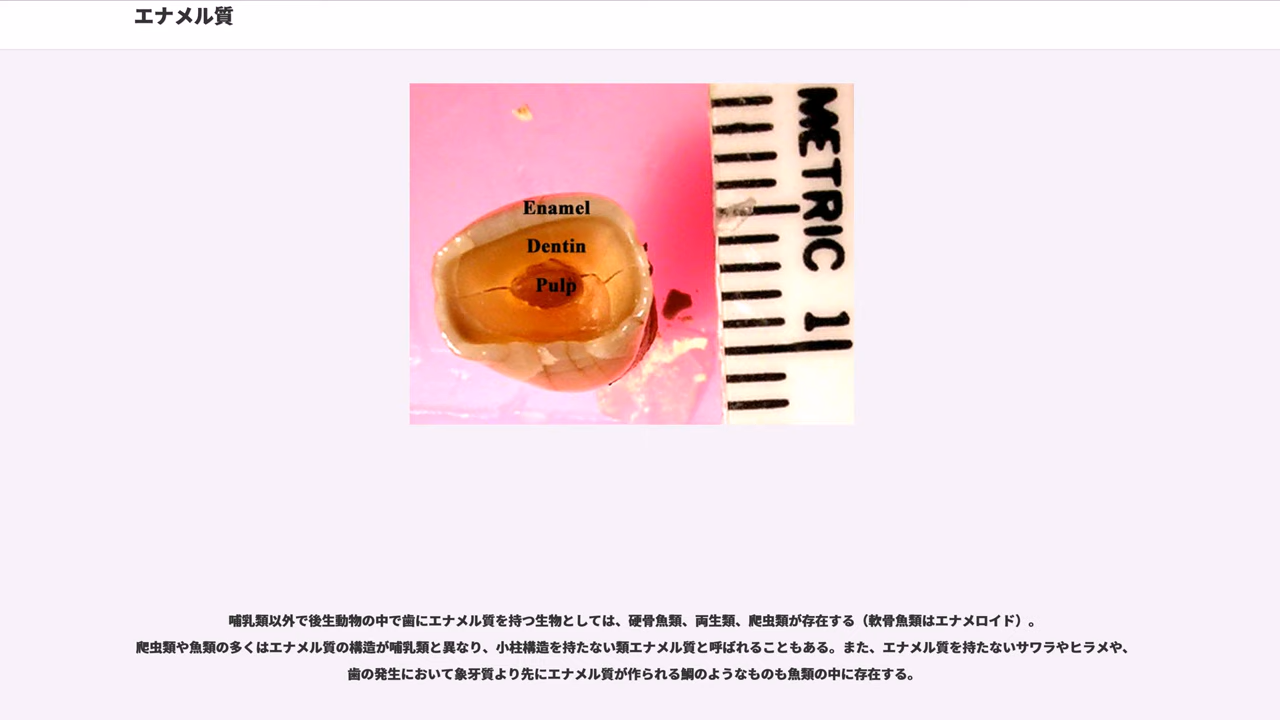 エナメル質
Enamel
Dentin
Pulp
METRIC 1
哺乳類以外で後生動物の中で歯にエナメル質を持つ生物としては、硬骨魚類、両生類、爬虫類が存在する（軟骨魚類はエナメロイド）。
爬虫類や魚類の多くはエナメル質の構造が哺乳類と異なり、小柱構造を持たない類エナメル質と呼ばれることもある。また、エナメル質を持たないサワラやヒラメや、
歯の発生において象牙質より先にエナメル質が作られる鯛のようなものも魚類の中に存在する。